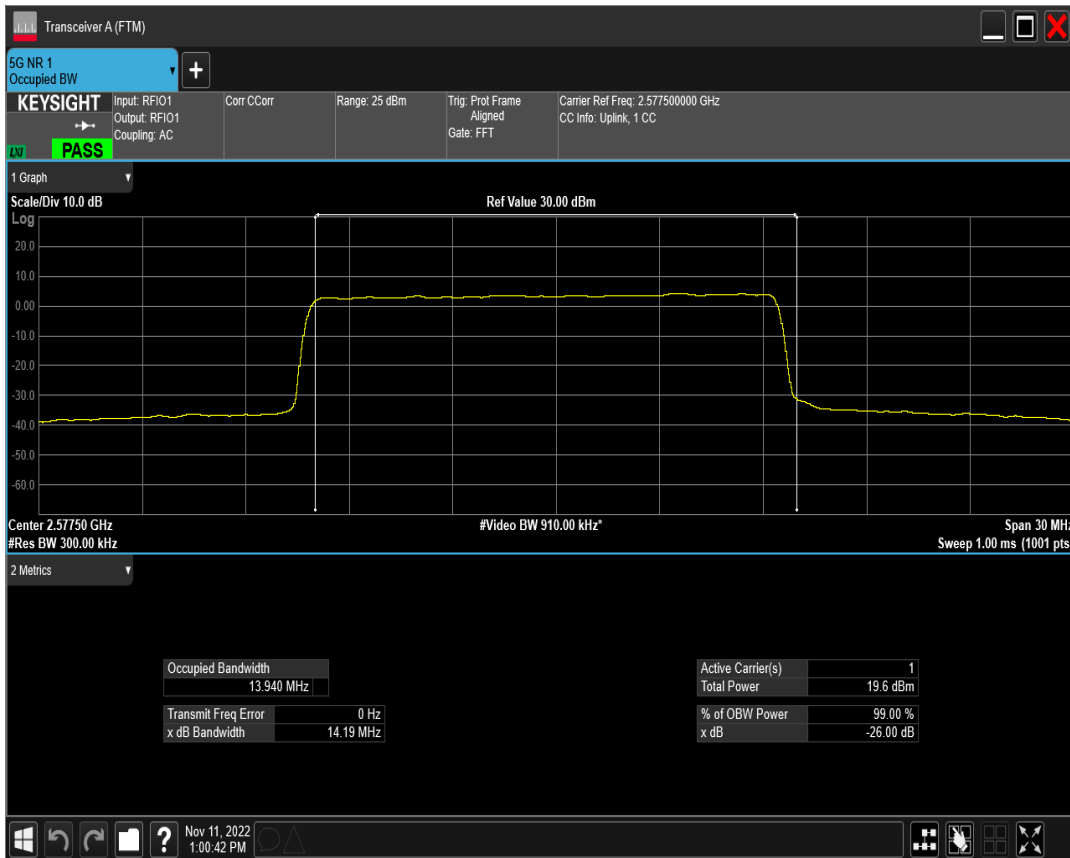 Transceiver A (FTM)
5G NR 1
Occupied BW
+
KEYSIGHT
LXI
PASS
Input: RFIO1
Output: RFIO1
Coupling: AC
Corr CCorr
Range: 25 dBm
Trig: Prot Frame
Aligned
Gate: FFT
Carrier Ref Freq: 2.577500000 GHz
CC Info: Uplink, 1 CC
1 Graph
Scale/Div 10.0 dB
Ref Value 30.00 dBm
Log
20.0
10.0
0.00
-10.0
-20.0
-30.0
-40.0
-50.0
-60.0
Center 2.57750 GHz
#Video BW 910.00 kHz*
Span 30 MHz
#Res BW 300.00 kHz
Sweep 1.00 ms (1001 pts
2 Metrics
Occupied Bandwidth
13.940 MHz
Transmit Freq Error 0 Hz
x dB Bandwidth 14.19 MHz
Active Carrier(s) 1
Total Power 19.6 dBm
% of OBW Power 99.00 %
x dB -26.00 dB
?
Nov 11, 2022
1:00:42 PM